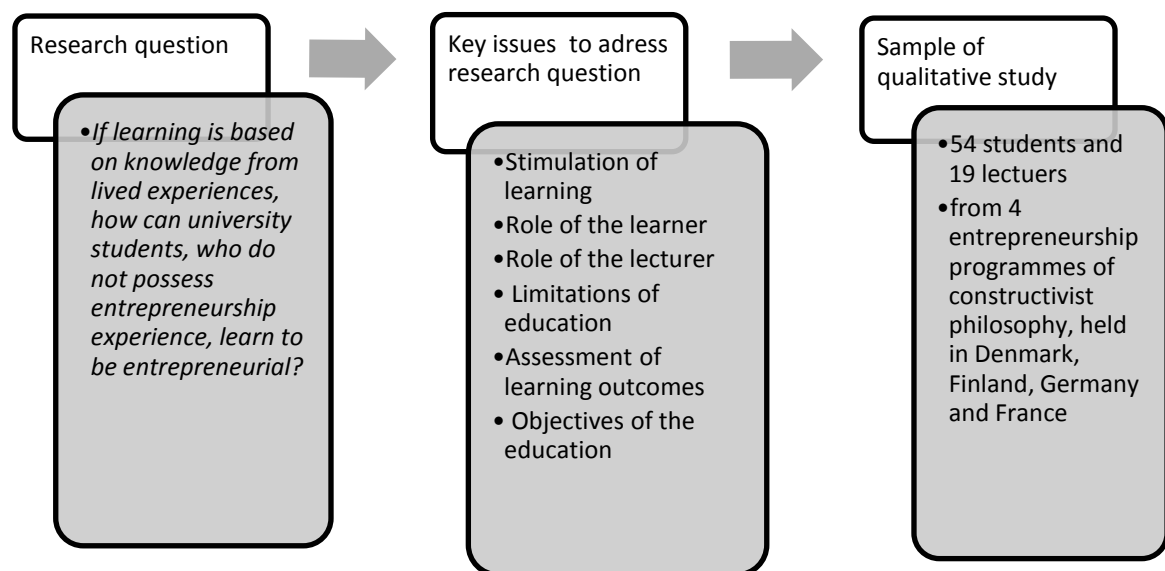 Research question
•If learning is based
on knowledge from
lived experiences,
how can university
students, who do
not possess
entrepreneurship
experience, learn to
be entrepreneurial?
Key issues to adress
research question
•Stimulation of
learning
•Role of the learner
•Role of the lecturer
• Limitations of
education
•Assessment of
learning outcomes
• Objectives of the
education
Sample of
qualitative study
•54 students and
19 lectuers
•from 4
entrepreneurship
programmes of
constructivist
philosophy, held
in Denmark,
Finland, Germany
and France